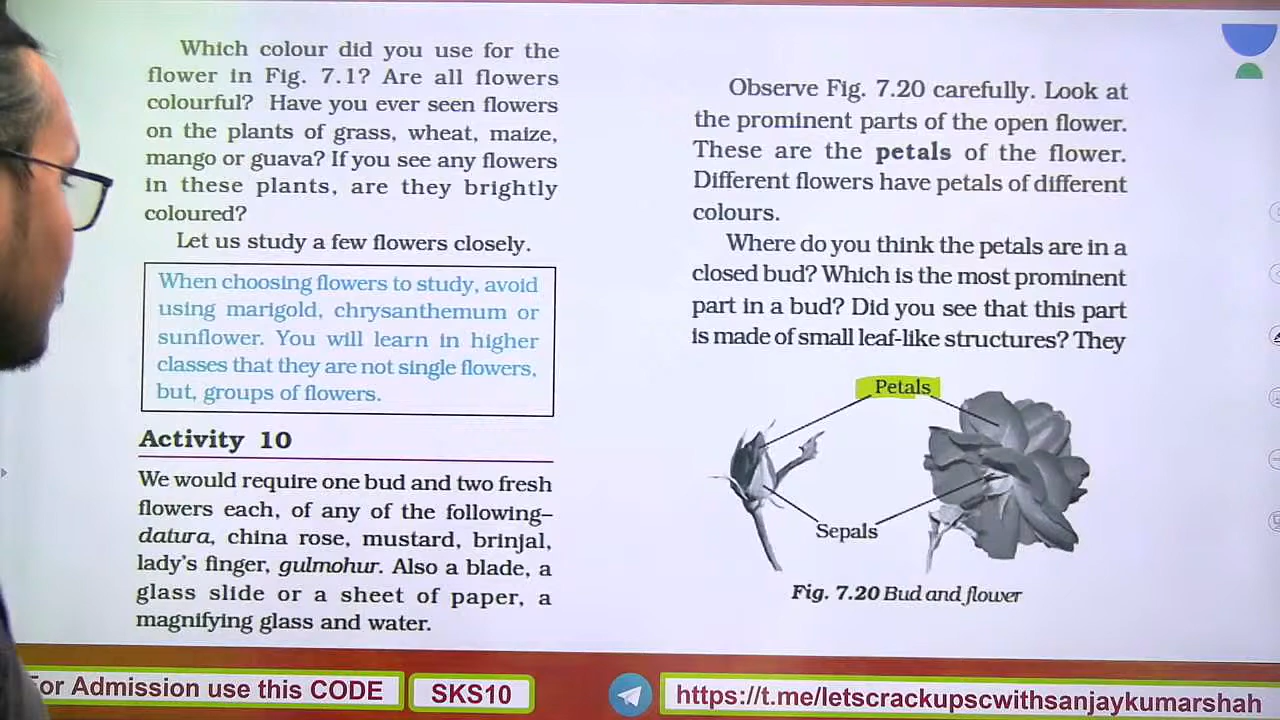 Which colour did you use for the
flower in Fig. 7.1? Are all flowers
colourful? Have you ever seen flowers
on the plants of grass, wheat, maize,
mango or guava? If you see any flowers
in these plants, are they brightly
coloured?
Let us study a few flowers closely.
When choosing flowers to study, avoid
using marigold, chrysanthemum or
sunflower. You will learn in higher
classes that they are not single flowers,
but, groups of flowers.
Activity 10
We would require one bud and two fresh
flowers each, of any of the following–
datura, china rose, mustard, brinjal,
lady's finger, gulmohur. Also a blade, a
glass slide or a sheet of paper, a
magnifying glass and water.
Observe Fig. 7.20 carefully. Look at
the prominent parts of the open flower.
These are the petals of the flower.
Different flowers have petals of different
colours.
Where do you think the petals are in a
closed bud? Which is the most prominent
part in a bud? Did you see that this part
is made of small leaf-like structures? They
Petals
Sepals
Fig. 7.20 Bud and flower
For Admission use this CODE
SKS10
https://t.me/letscrackupscwithsanjaykumarshah